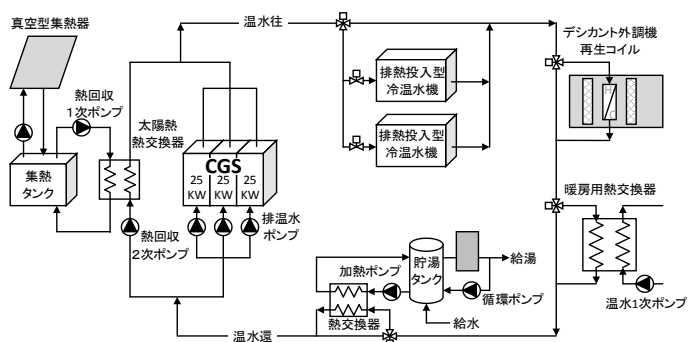 真空型集熱器
温水往
デシカント外調機
再生コイル
熱回収
1次ポンプ
太陽熱
熱交換器
排熱投入型
冷温水機
排熱投入型
冷温水機
HC
集熱
タンク
CGS
25
KW
25
KW
25
KW
暖房用熱交換器
熱回収
2次ポンプ
排温水
ポンプ
加熱ポンプ
貯湯
タンク
給湯
循環ポンプ
温水1次ポンプ
熱交換器
給水
温水還